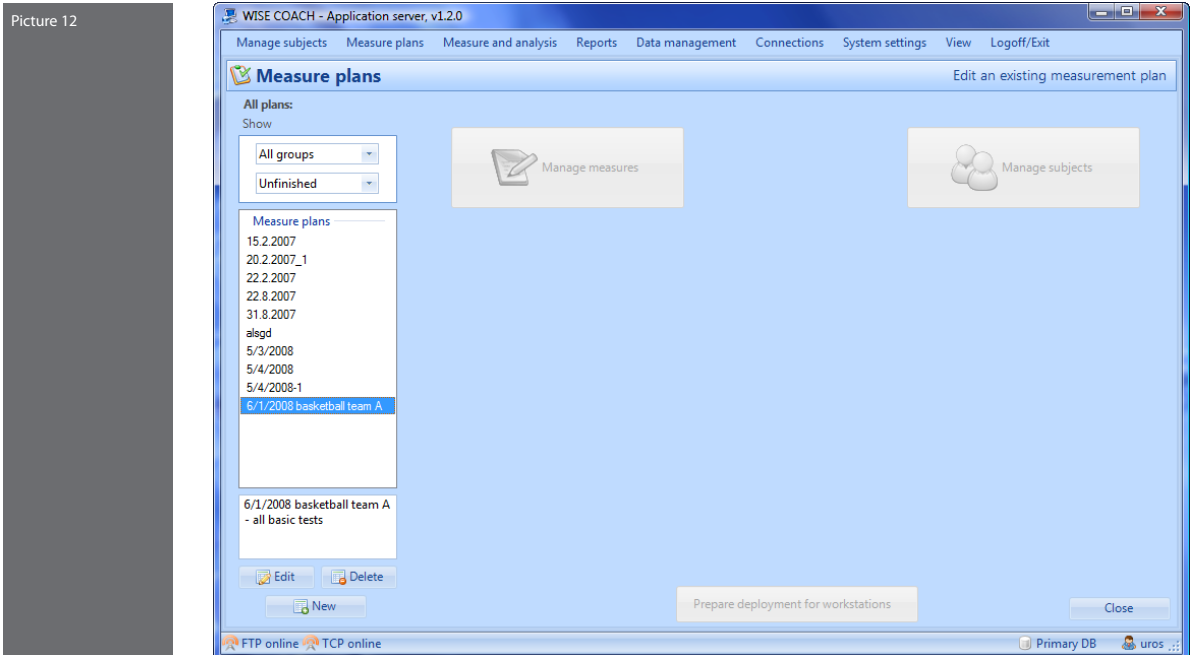 Picture 12
WISE COACH - Application server, v1.2.0
Manage subjects Measure plans Measure and analysis Reports Data management Connections System settings View Logoff/Exit
Measure plans
Edit an existing measurement plan
All plans:
Show
All groups
Unfinished
Manage measures
Manage subjects
Measure plans
15.2.2007
20.2.2007_1
22.2.2007
22.8.2007
31.8.2007
alsgd
5/3/2008
5/4/2008
5/4/2008-1
6/1/2008 basketball team A
6/1/2008 basketball team A
- all basic tests
Edit Delete
New
Prepare deployment for workstations
Close
FTP online TCP online
Primary DB uros